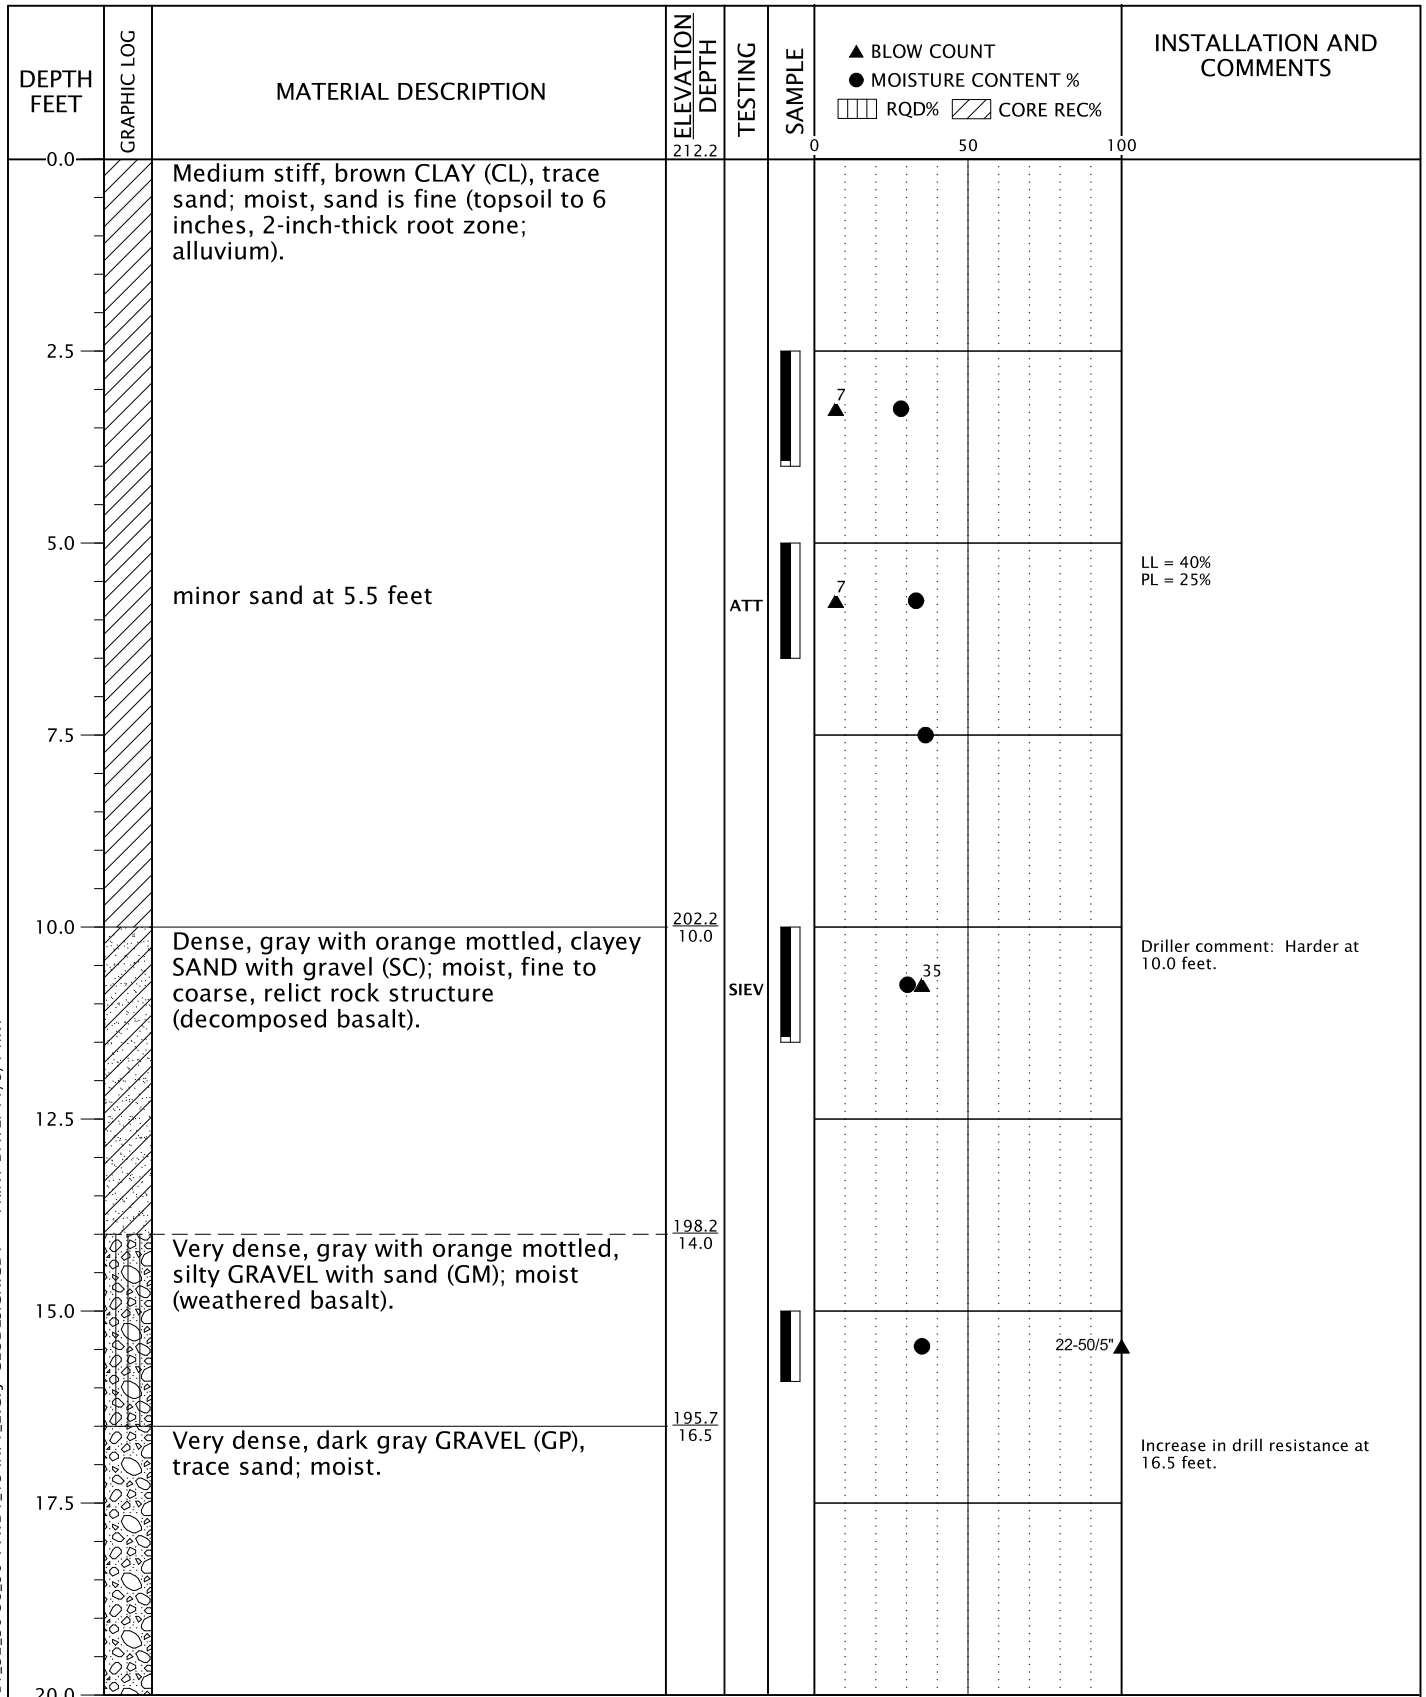 DEPTH
FEET
GRAPHIC LOG
MATERIAL DESCRIPTION
ELEVATION
DEPTH
TESTING
SAMPLE
▲ BLOW COUNT
● MOISTURE CONTENT %
RQD% CORE REC%
INSTALLATION AND
COMMENTS
212.2
0 50 100
0.0
Medium stiff, brown CLAY (CL), trace
sand; moist, sand is fine (topsoil to 6
inches, 2-inch-thick root zone;
alluvium).
2.5
7
5.0
LL = 40%
PL = 25%
minor sand at 5.5 feet
ATT
7
7.5
10.0
202.2
10.0
Dense, gray with orange mottled, clayey
SAND with gravel (SC); moist, fine to
coarse, relict rock structure
(decomposed basalt).
SIEV
35
Driller comment: Harder at
10.0 feet.
12.5
198.2
14.0
Very dense, gray with orange mottled,
silty GRAVEL with sand (GM); moist
(weathered basalt).
15.0
22-50/5"
195.7
16.5
Very dense, dark gray GRAVEL (GP),
trace sand; moist.
Increase in drill resistance at
16.5 feet.
17.5
20.0